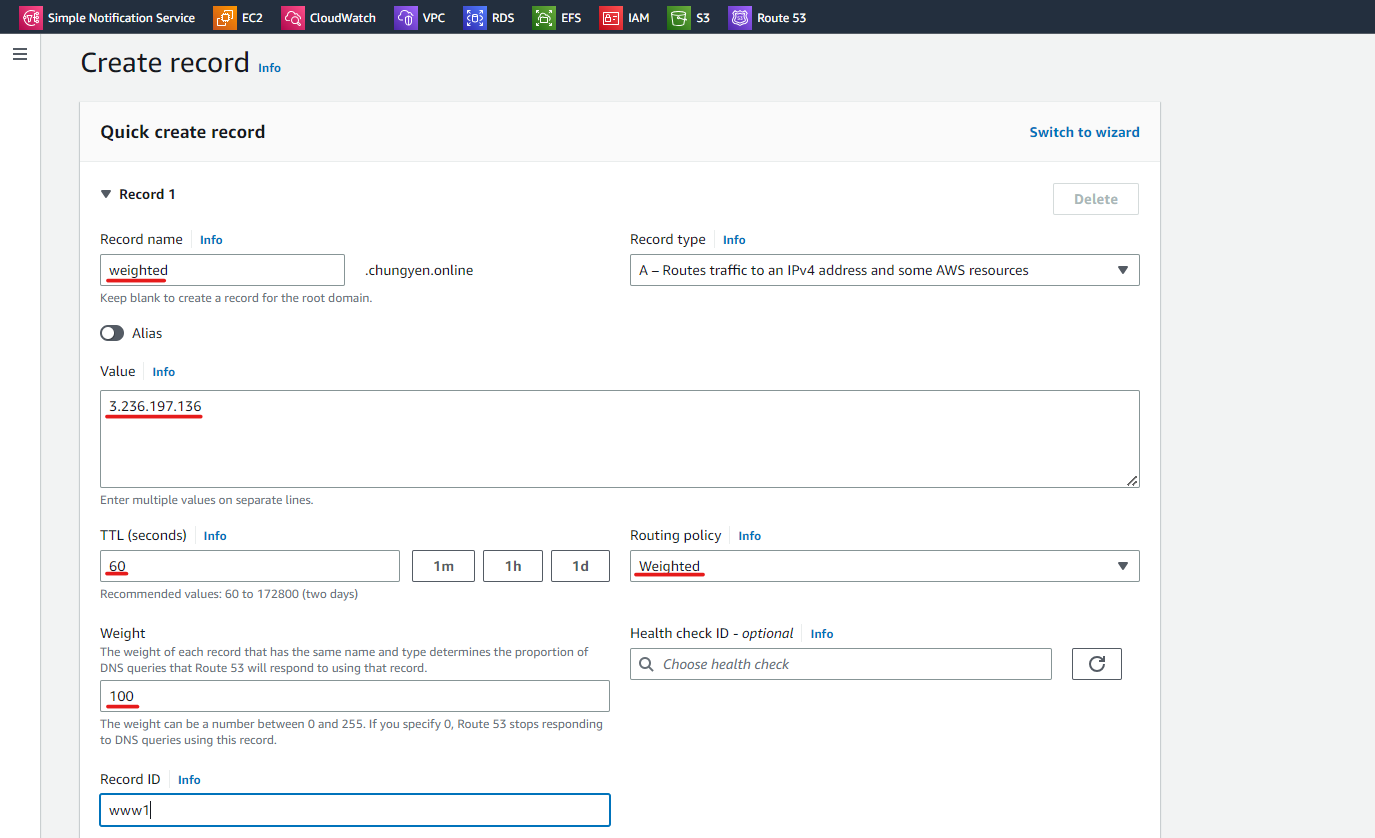 Simple Notification Service EC2 CloudWatch VPC RDS EFS IAM S3 Route 53
Create record Info
Quick create record Switch to wizard
Record 1 Delete
Record name Info Record type Info
weighted .chungyen.online A – Routes traffic to an IPv4 address and some AWS resources
Keep blank to create a record for the root domain.
Alias
Value Info
3.236.197.136
Enter multiple values on separate lines.
TTL (seconds) Info Routing policy Info
60 1m 1h 1d Weighted
Recommended values: 60 to 172800 (two days)
Weight Health check ID - optional Info
The weight of each record that has the same name and type determines the proportion of
DNS queries that Route 53 will respond to using that record.
Choose health check
100
The weight can be a number between 0 and 255. If you specify 0, Route 53 stops responding
to DNS queries using this record.
Record ID Info
www1